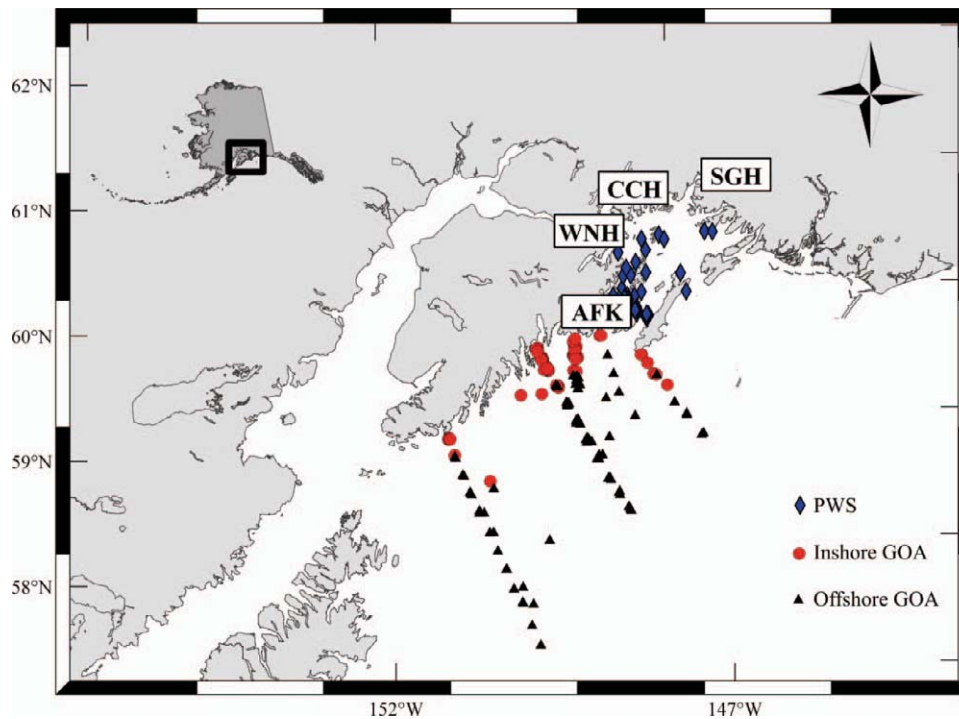 62°N
SGH
CCH
61°N
WNH
AFK
60°N
59°N
PWS
Inshore GOA
58°N
Offshore GOA
152°W
147°W